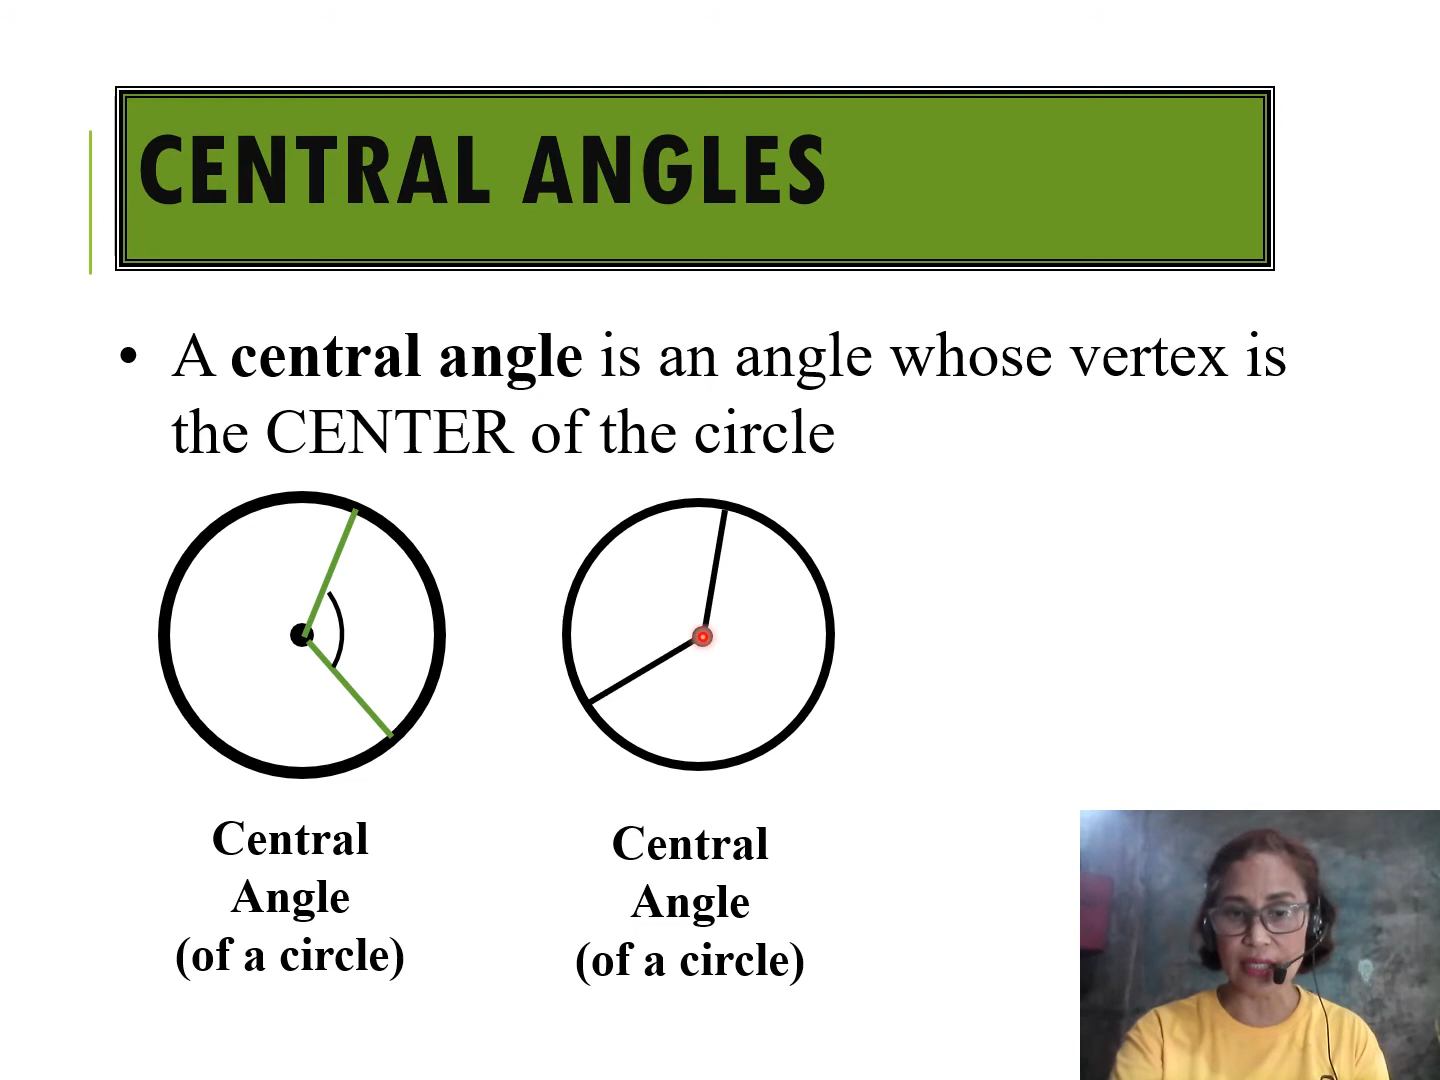 CENTRAL ANGLES
• A central angle is an angle whose vertex is
the CENTER of the circle
Central
Angle
(of a circle)
Central
Angle
(of a circle)